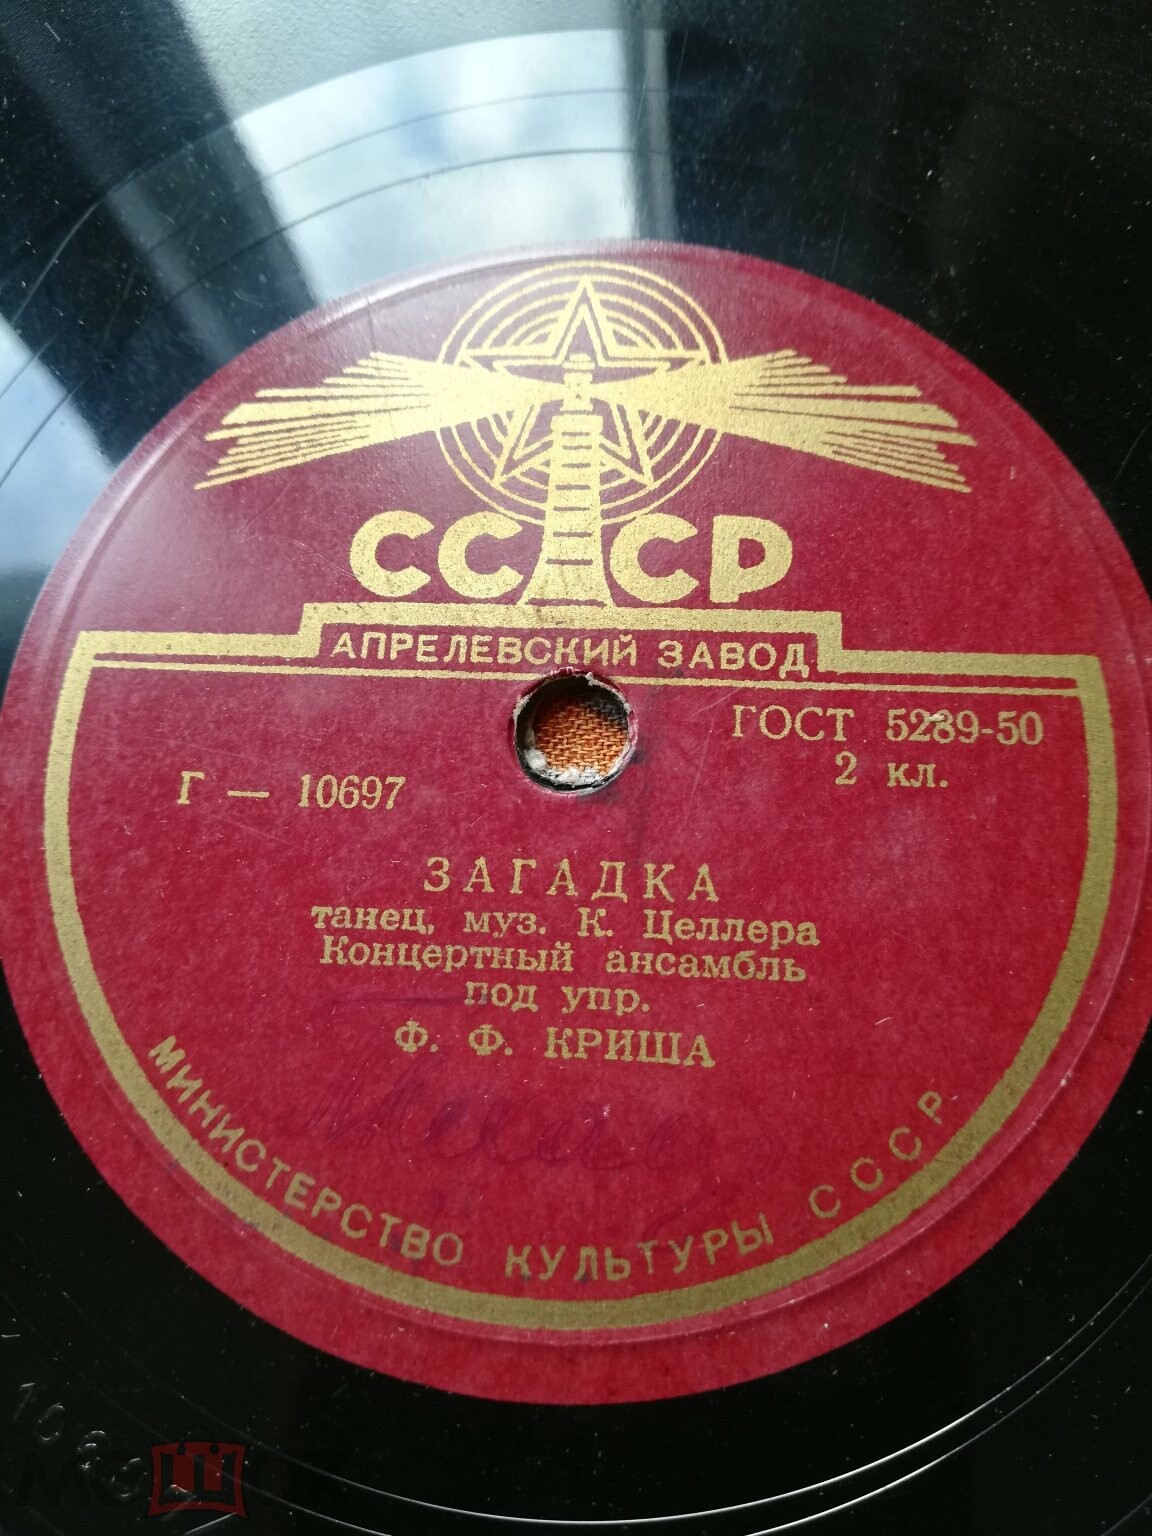 СССР
АПРЕЛЕВСКИЙ ЗАВОД
ГОСТ 5289-50
2 кл.
Г — 10697
ЗАГАДКА
танец, муз. К. Целлера
Концертный ансамбль
под упр.
Ф. Ф. КРИША
МИНИСТЕРСТВО КУЛЬТУРЫ СССР